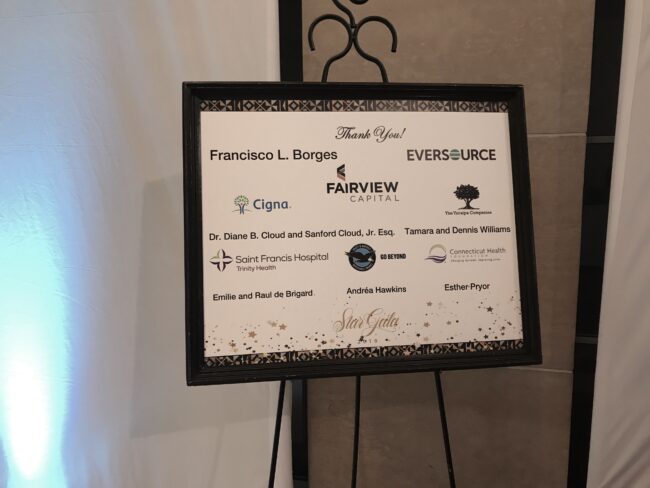 Thank You!
Francisco L. Borges
EVERSOURCE
FAIRVIEW
CAPITAL
Cigna
The Toraipa Companies
Dr. Diane B. Cloud and Sanford Cloud, Jr. Esq.
Tamara and Dennis Williams
Saint Francis Hospital
Trinity Health
GO BEYOND
Connecticut Health
FOUNDATION
Emilie and Raul de Brigard
Andréa Hawkins
Esther Pryor
Star Gala